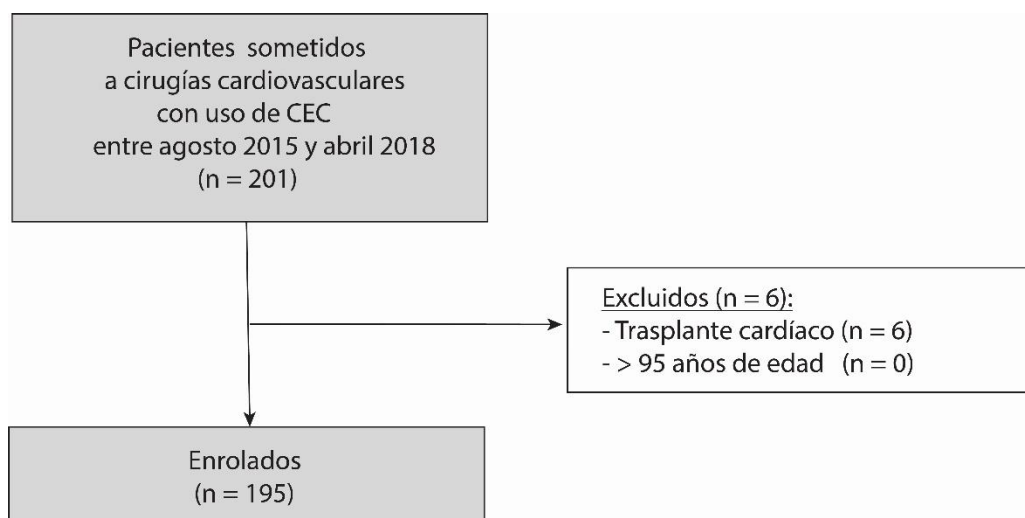 Pacientes sometidos
a cirugías cardiovasculares
con uso de CEC
entre agosto 2015 y abril 2018
(n = 201)
Excluidos (n = 6):
- Trasplante cardíaco (n = 6)
- > 95 años de edad (n = 0)
Enrolados
(n = 195)